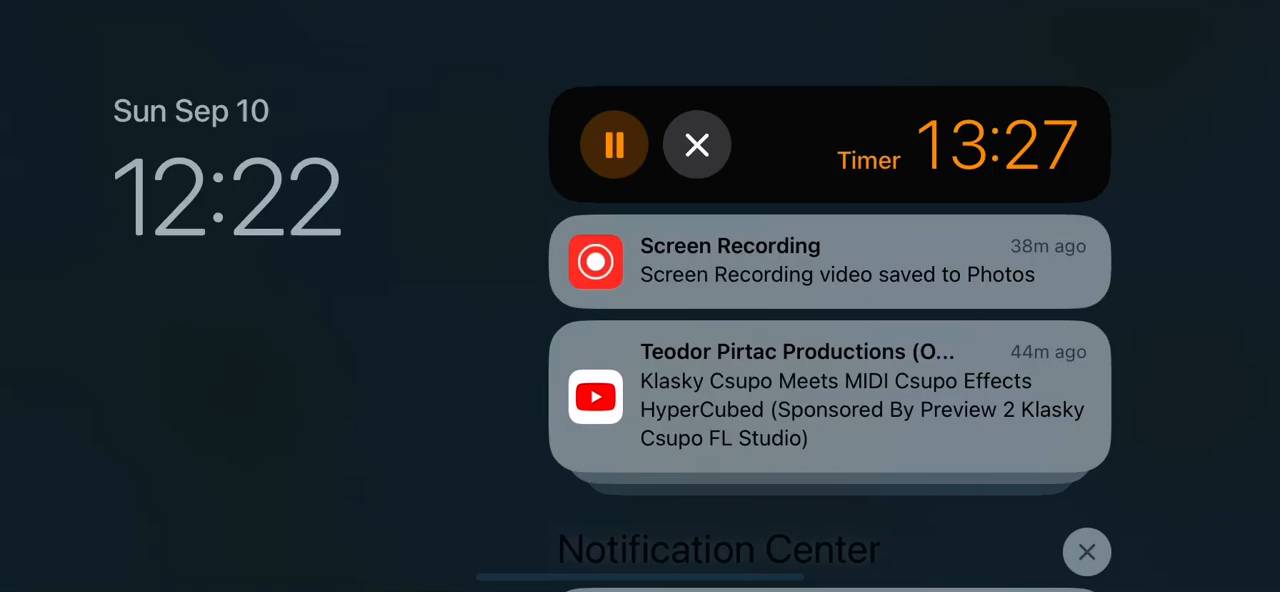 Sun Sep 10
12:22
Timer 13:27
Screen Recording 38m ago
Screen Recording video saved to Photos
Teodor Pirtac Productions (O... 44m ago
Klasky Csupo Meets MIDI Csupo Effects
HyperCubed (Sponsored By Preview 2 Klasky
Csupo FL Studio)
Notification Center